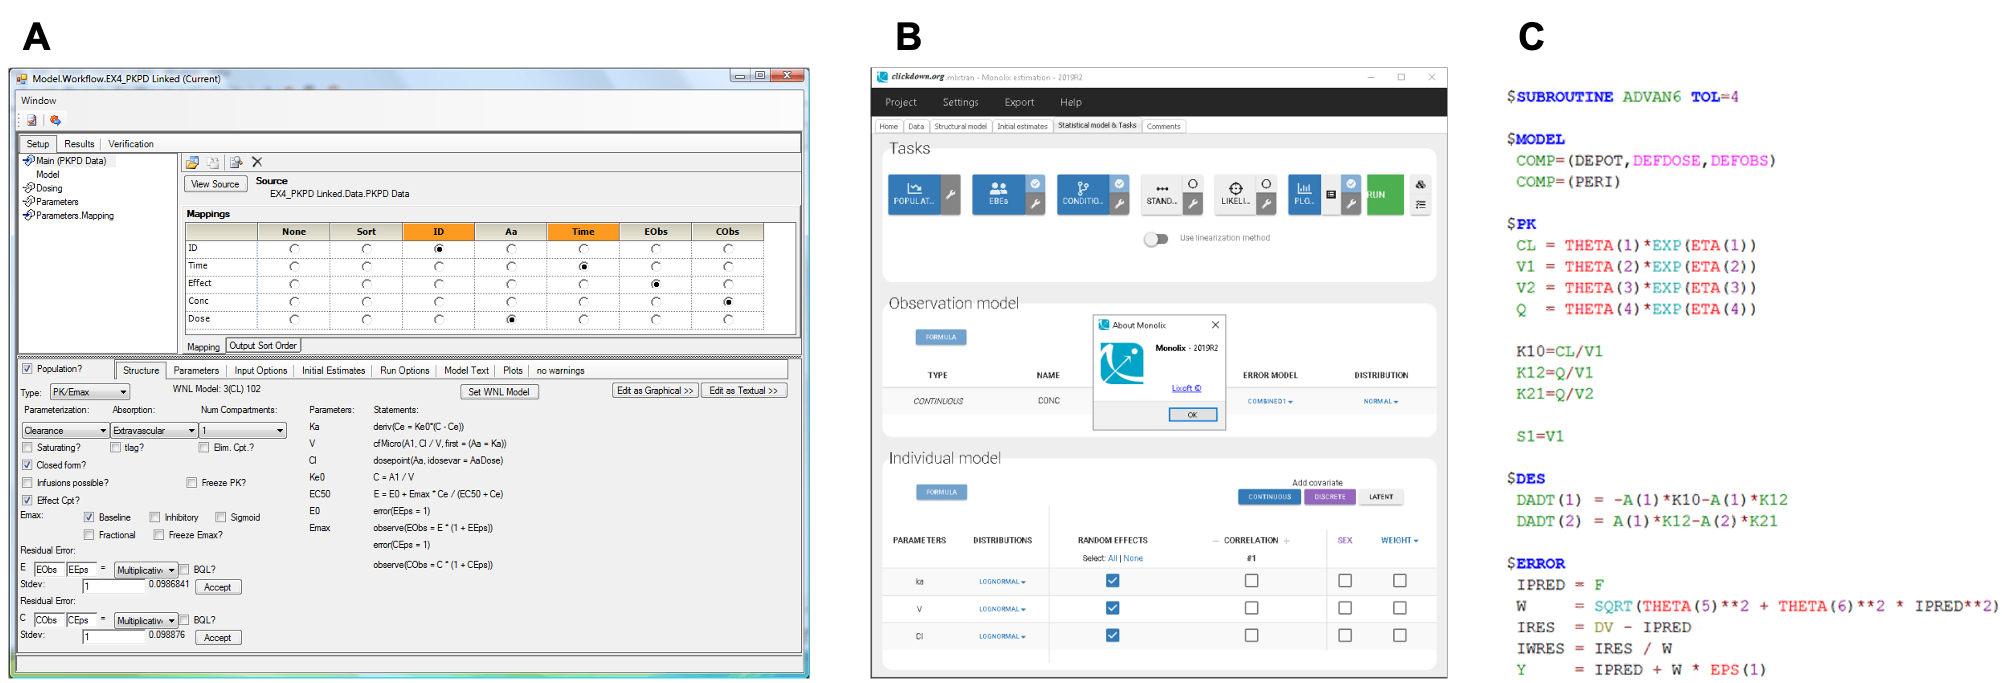 A
Model.Workflow.EX4_PKPD Linked (Current)
Window
Setup Results Verification
Main (PKPD Data)
Model
Dosing
Parameters
Parameters.Mapping
View Source Source
EX4_PKPD Linked.Data.PKPD Data
Mappings
None Sort ID Aa Time EObs CObs
ID
Time
Effect
Conc
Dose
Mapping Output Sort Order
Population? Structure Parameters Input Options Initial Estimates Run Options Model Text Plots no warnings
Type: PK/Emax WNL Model: 3(CL) 102 Set WNL Model Edit as Graphical >> Edit as Textual >>
Parameterization: Absorption: Num Compartments: Parameters: Statements:
Clearance Extravascular 1
Saturating? tlag? Elim. Cpt.?
Closed form?
Infusions possible? Freeze PK?
Effect Cpt?
Emax: Baseline Inhibitory Sigmoid
Fractional Freeze Emax?
Residual Error:
E EObs EEps = Multiplicativ BQL?
Stdev: 1 0.0986841 Accept
Residual Error:
C CObs CEps = Multiplicativ BQL?
Stdev: 1 0.098876 Accept
Ka deriv(Ce = Ke0*(C - Ce))
V cfMicro(A1, Cl / V, first = (Aa = Ka))
Cl dosepoint(Aa, idosevar = AaDose)
Ke0 C = A1 / V
EC50 E = E0 + Emax * Ce / (EC50 + Ce)
E0 error(EEps = 1)
Emax observe(EObs = E * (1 + EEps))
error(CEps = 1)
observe(CObs = C * (1 + CEps))
B
clickdown.org .mlxtran - Monolix estimation - 2019R2
Project Settings Export Help
Home Data Structural model Initial estimates Statistical model & Tasks Comments
Tasks
POPULAT... EBEs CONDITIO... STAND... LIKELI... PLO... RUN
Use linearization method
Observation model
FORMULA
TYPE NAME ERROR MODEL DISTRIBUTION
CONTINUOUS CONC COMBINED1 NORMAL
About Monolix
Monolix - 2019R2
Lixoft ©
OK
Individual model
FORMULA
Add covariate
CONTINUOUS DISCRETE LATENT
PARAMETERS DISTRIBUTIONS RANDOM EFFECTS − CORRELATION + SEX WEIGHT
Select: All | None #1
ka LOGNORMAL
V LOGNORMAL
Cl LOGNORMAL
C
$SUBROUTINE ADVAN6 TOL=4
$MODEL
COMP=(DEPOT,DEFDOSE,DEFOBS)
COMP=(PERI)
$PK
CL = THETA(1)*EXP(ETA(1))
V1 = THETA(2)*EXP(ETA(2))
V2 = THETA(3)*EXP(ETA(3))
Q = THETA(4)*EXP(ETA(4))
K10=CL/V1
K12=Q/V1
K21=Q/V2
S1=V1
$DES
DADT(1) = -A(1)*K10-A(1)*K12
DADT(2) = A(1)*K12-A(2)*K21
$ERROR
IPRED = F
W = SQRT(THETA(5)**2 + THETA(6)**2 * IPRED**2)
IRES = DV - IPRED
IWRES = IRES / W
Y = IPRED + W * EPS(1)